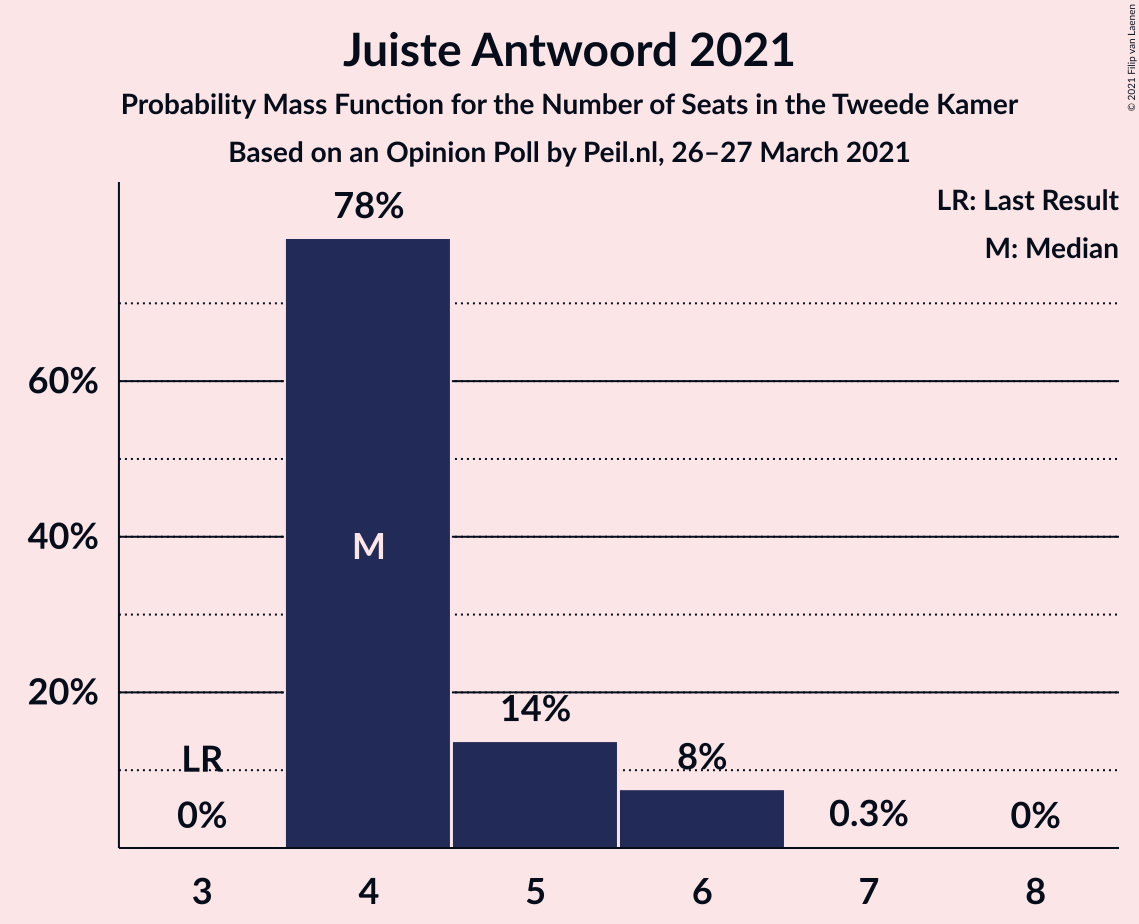 Juiste Antwoord 2021
Probability Mass Function for the Number of Seats in the Tweede Kamer
Based on an Opinion Poll by Peil.nl, 26–27 March 2021
© 2021 Filip van Laenen
LR: Last Result
M: Median
78%
60%
40%
20%
M
14%
LR
8%
0%
0.3%
0%
3 4 5 6 7 8